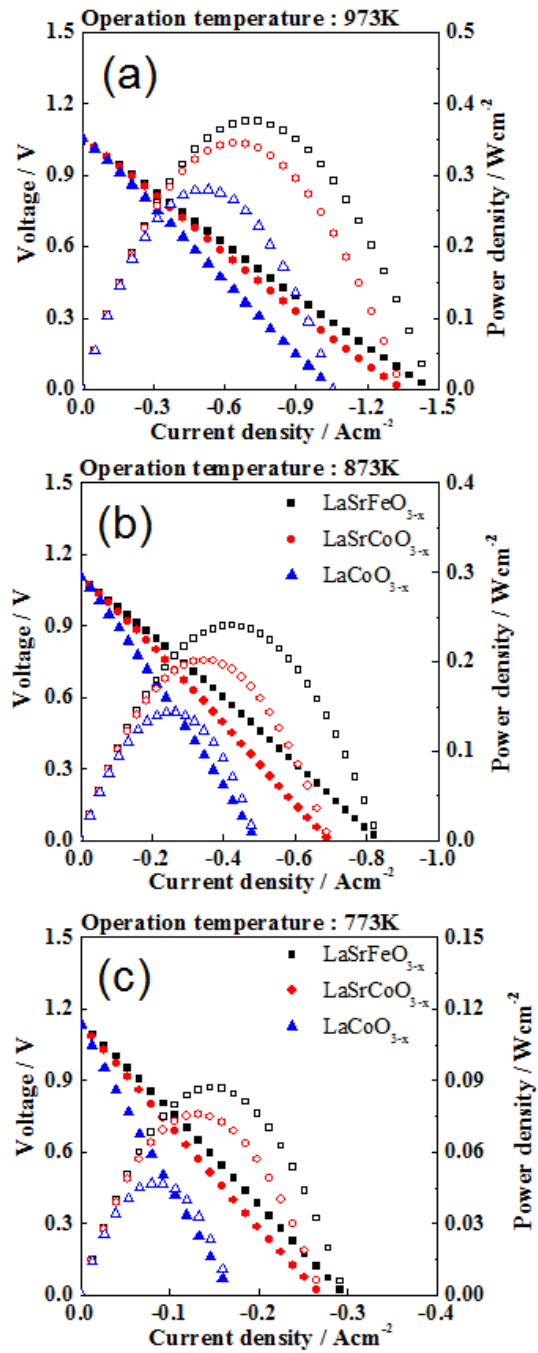 Operation temperature : 973K
(a)
Voltage / V
1.5
1.2
0.9
0.6
0.3
0.0
Power density / Wcm-2
0.5
0.4
0.3
0.2
0.1
0.0
0.0 -0.3 -0.6 -0.9 -1.2 -1.5
Current density / Acm-2
Operation temperature : 873K
(b)
LaSrFeO3-x
LaSrCoO3-x
LaCoO3-x
Voltage / V
1.5
1.2
0.9
0.6
0.3
0.0
Power density / Wcm-2
0.4
0.3
0.2
0.1
0.0
0.0 -0.2 -0.4 -0.6 -0.8 -1.0
Current density / Acm-2
Operation temperature : 773K
(c)
LaSrFeO3-x
LaSrCoO3-x
LaCoO3-x
Voltage / V
1.5
1.2
0.9
0.6
0.3
0.0
Power density / Wcm-2
0.15
0.12
0.09
0.06
0.03
0.00
0.0 -0.1 -0.2 -0.3 -0.4
Current density / Acm-2